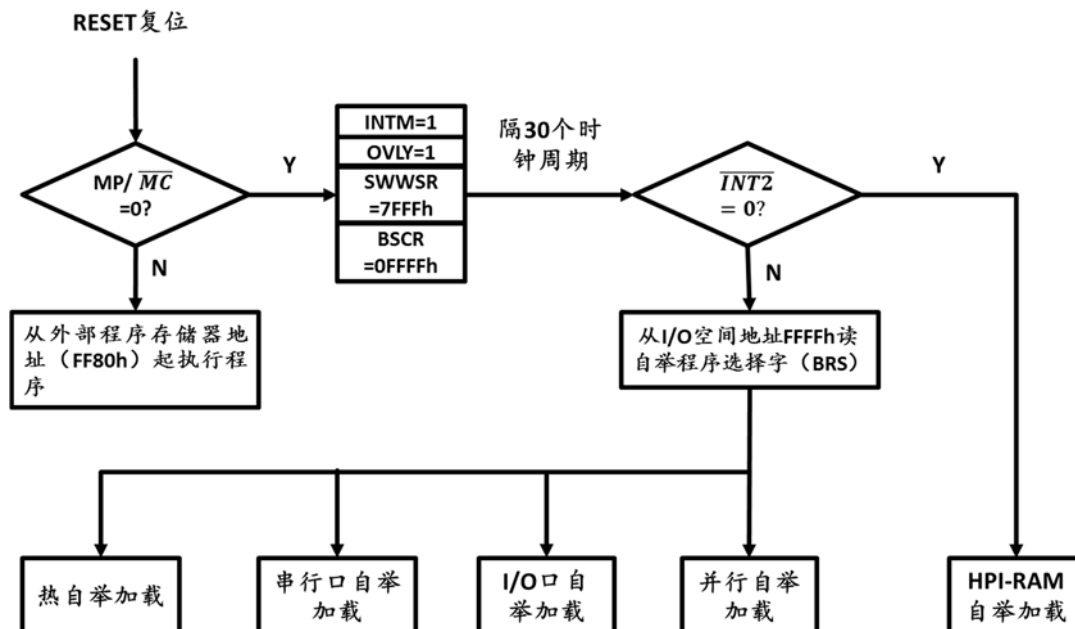 RESET复位
MP/ \overline{MC}
=0?
Y
N
INTM=1
OVLY=1
SWWSR
=7FFFh
BSCR
=0FFFFh
隔30个时
钟周期
\overline{INT2}
= 0?
Y
N
从外部程序存储器地
址（FF80h）起执行程
序
从I/O空间地址FFFFh读
自举程序选择字（BRS）
热自举加载
串行口自举
加载
I/O口自
举加载
并行自举
加载
HPI-RAM
自举加载